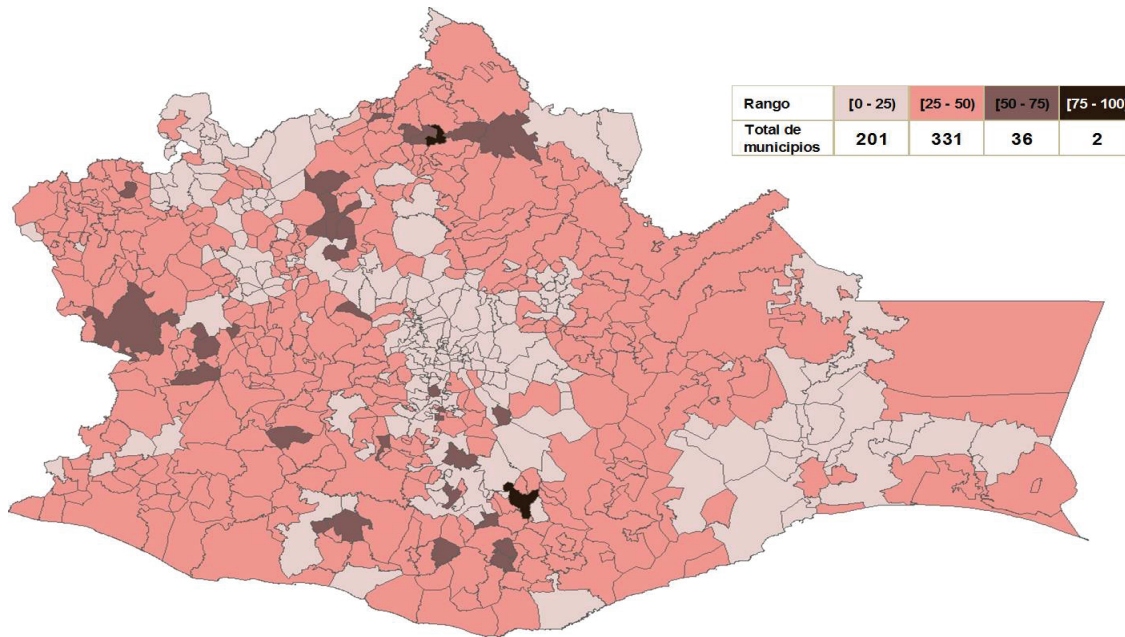 Rango [0 - 25) [25 - 50) [50 - 75) [75 - 100
Total de municipios 201 331 36 2